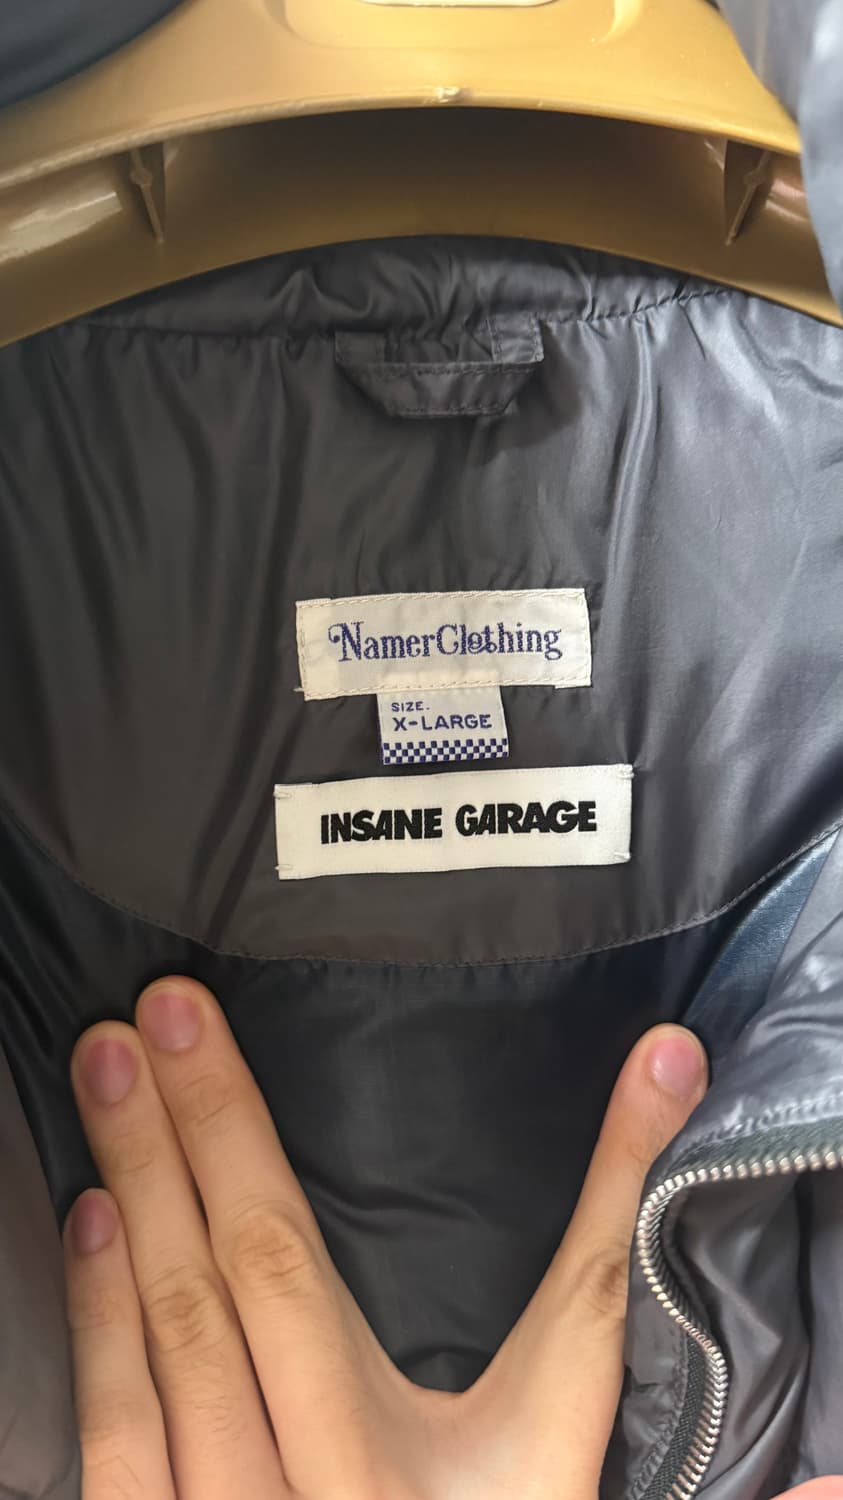 NamerClothing
SIZE.
X-LARGE
INSANE GARAGE